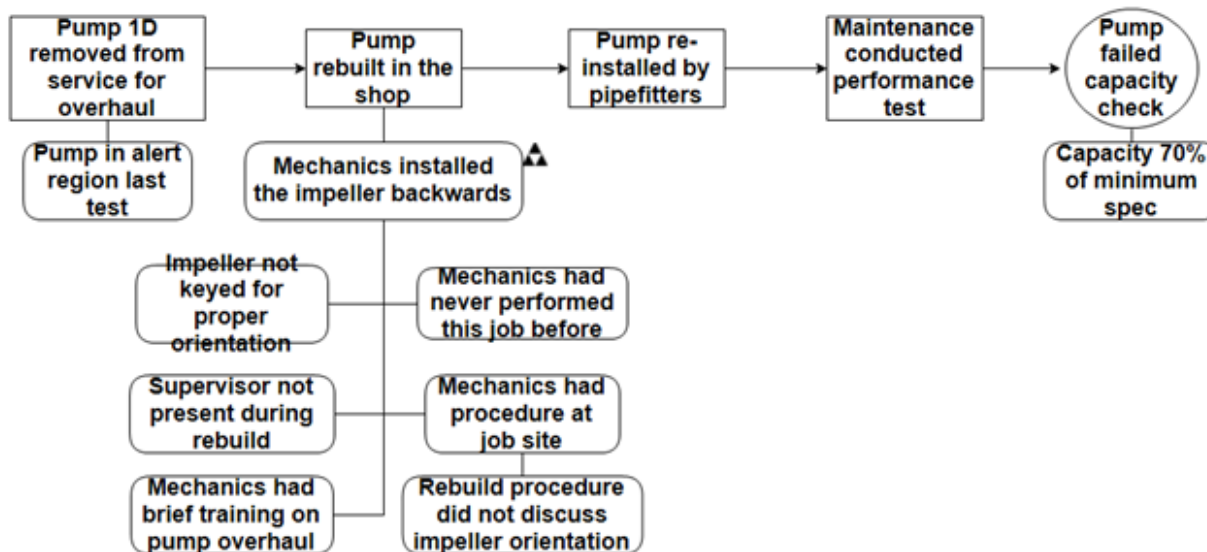 Pump 1D
removed from
service for
overhaul
Pump
rebuilt in the
shop
Pump re-
installed by
pipefitters
Maintenance
conducted
performance
test
Pump
failed
capacity
check
Pump in alert
region last
test
Mechanics installed
the impeller backwards
Capacity 70%
of minimum
spec
Impeller not
keyed for
proper
orientation
Mechanics had
never performed
this job before
Supervisor not
present during
rebuild
Mechanics had
procedure at
job site
Mechanics had
brief training on
pump overhaul
Rebuild procedure
did not discuss
impeller orientation